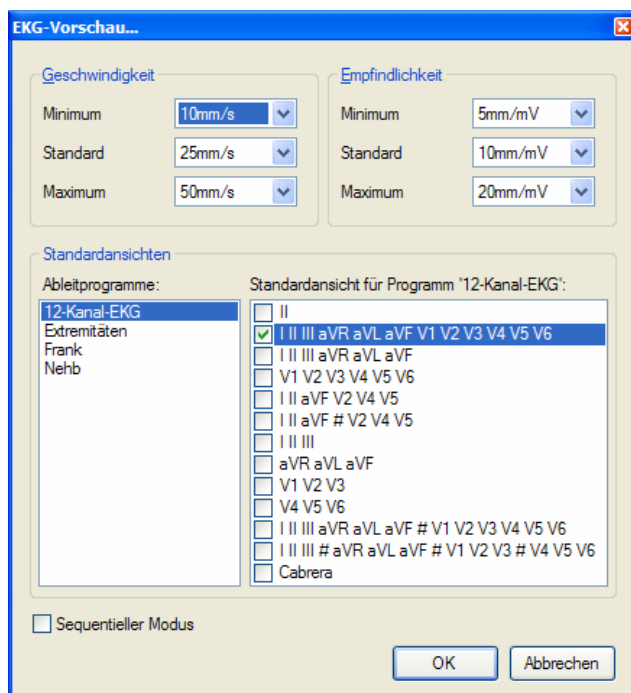 EKG-Vorschau...
Geschwindigkeit
Minimum 10mm/s
Standard 25mm/s
Maximum 50mm/s
Empfindlichkeit
Minimum 5mm/mV
Standard 10mm/mV
Maximum 20mm/mV
Standardansichten
Ableitprogramme:
12-Kanal-EKG
Extremitäten
Frank
Nehb
Standardansicht für Programm "12-Kanal-EKG":
II
I II III aVR aVL aVF V1 V2 V3 V4 V5 V6
I II III aVR aVL aVF
V1 V2 V3 V4 V5 V6
I II aVF V2 V4 V5
I II aVF # V2 V4 V5
I II III
aVR aVL aVF
V1 V2 V3
V4 V5 V6
I II III aVR aVL aVF # V1 V2 V3 V4 V5 V6
I II III # aVR aVL aVF # V1 V2 V3 # V4 V5 V6
Cabrera
Sequentieller Modus
OK
Abbrechen